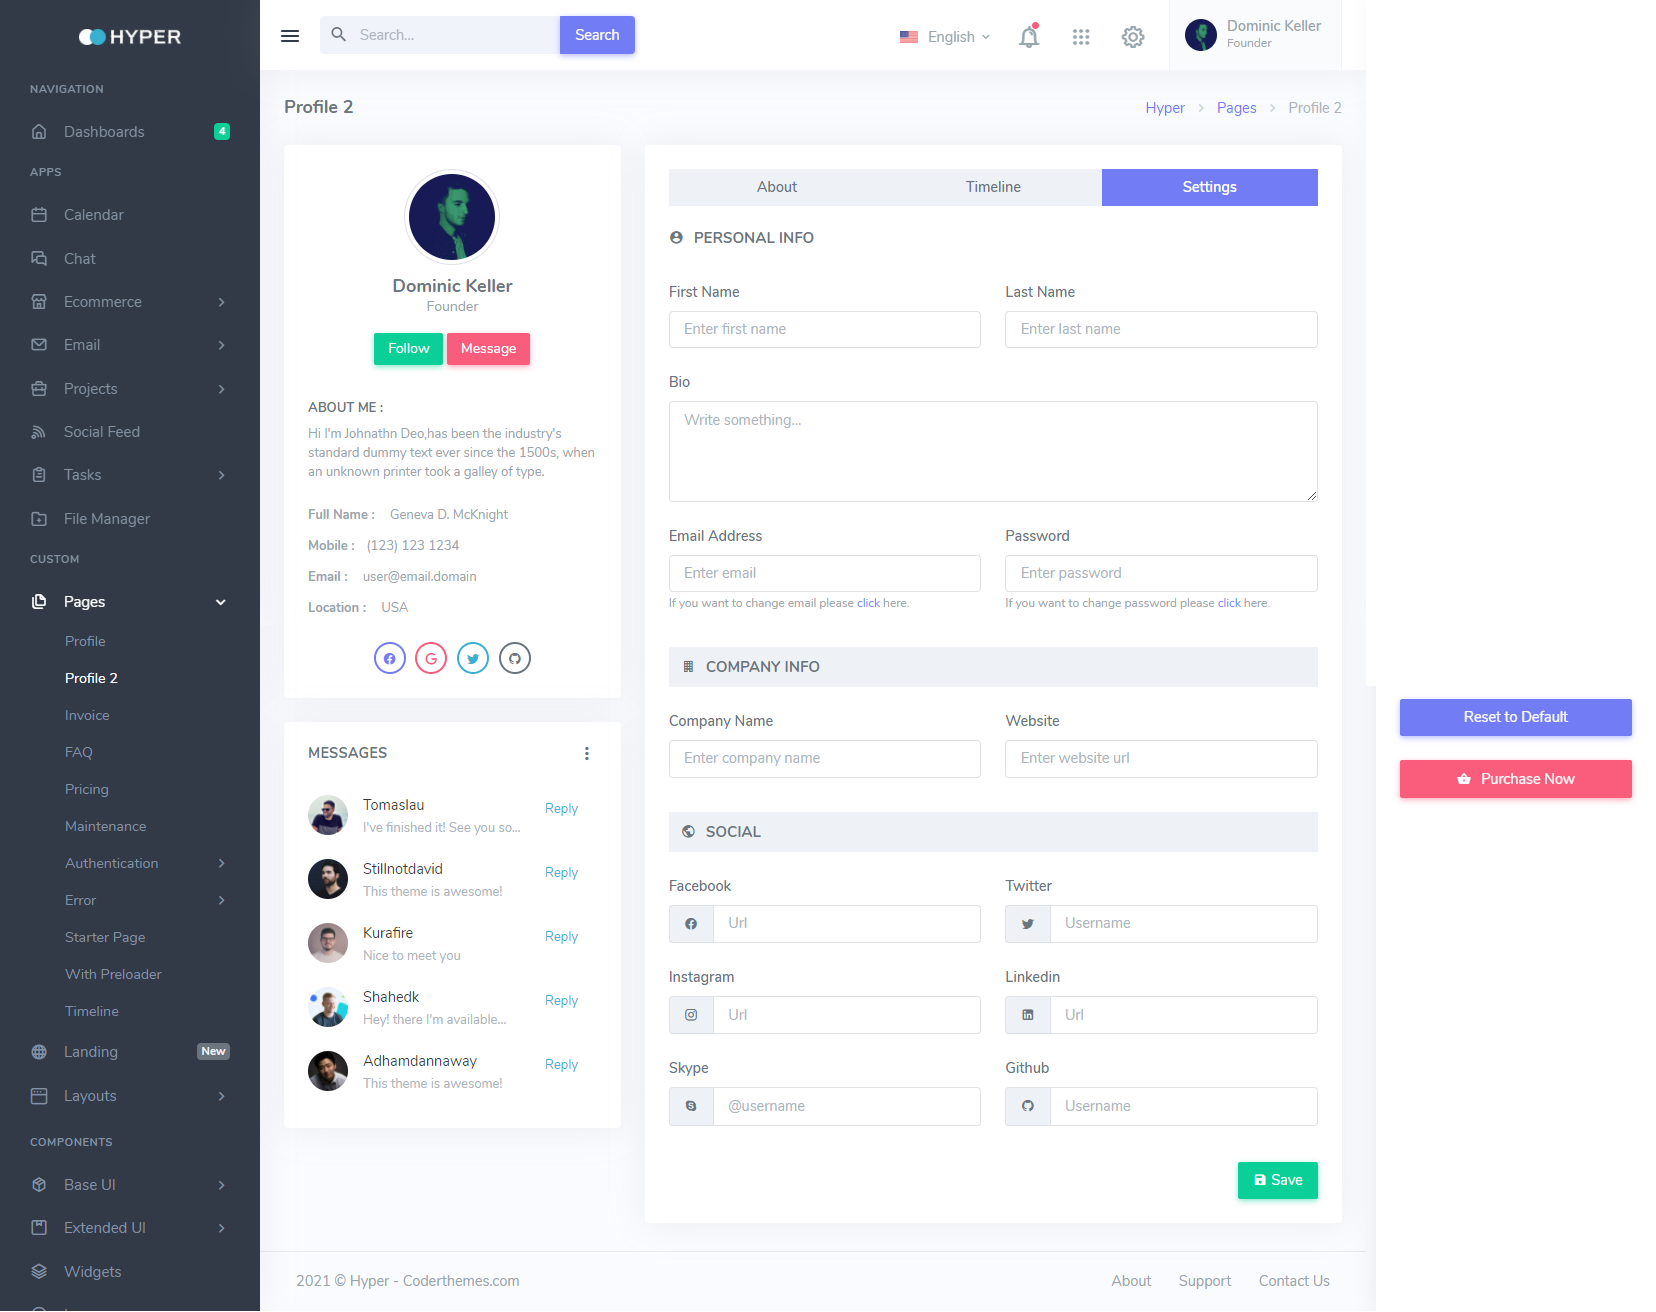 HYPER
Search...
Search
English
Dominic Keller
Founder
NAVIGATION
Dashboards
4
APPS
Calendar
Chat
Ecommerce
Email
Projects
Social Feed
Tasks
File Manager
CUSTOM
Pages
Profile
Profile 2
Invoice
FAQ
Pricing
Maintenance
Authentication
Error
Starter Page
With Preloader
Timeline
Landing
New
Layouts
COMPONENTS
Base UI
Extended UI
Widgets
Profile 2
Hyper > Pages > Profile 2
Dominic Keller
Founder
Follow
Message
ABOUT ME :
Hi I'm Johnathn Deo,has been the industry's
standard dummy text ever since the 1500s, when
an unknown printer took a galley of type.
Full Name : Geneva D. McKnight
Mobile : (123) 123 1234
Email : user@email.domain
Location : USA
MESSAGES
Tomaslau
I've finished it! See you so...
Reply
Stillnotdavid
This theme is awesome!
Reply
Kurafire
Nice to meet you
Reply
Shahedk
Hey! there I'm available...
Reply
Adhamdannaway
This theme is awesome!
Reply
About
Timeline
Settings
PERSONAL INFO
First Name
Enter first name
Last Name
Enter last name
Bio
Write something...
Email Address
Enter email
If you want to change email please click here.
Password
Enter password
If you want to change password please click here.
COMPANY INFO
Company Name
Enter company name
Website
Enter website url
SOCIAL
Facebook
Url
Twitter
Username
Instagram
Url
Linkedin
Url
Skype
@username
Github
Username
Save
2021 © Hyper - Coderthemes.com
About
Support
Contact Us
Reset to Default
Purchase Now